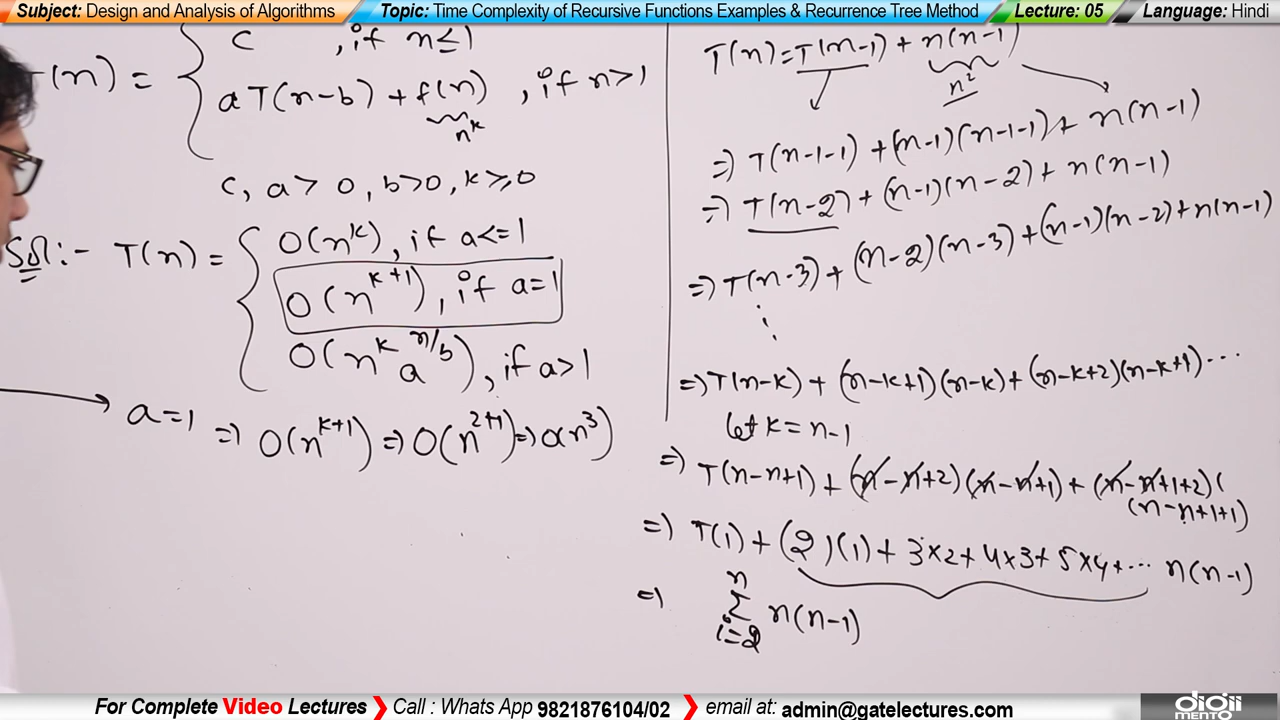 Subject: Design and Analysis of Algorithms Topic: Time Complexity of Recursive Functions Examples & Recurrence Tree Method Lecture: 05 Language: Hindi
T(n) = { c , if n≤1
aT(n-b) + f(n) , if n>1
n^k
c, a>0, b>0, k≥0
Sol:- T(n) = { O(n^k), if a<=1
O(n^{k+1}), if a=1
O(n^k a^{n/b}), if a>1
a=1 => O(n^{k+1}) => O(n^{2+1}) => O(n^3)
T(n) = T(n-1) + n(n-1)
n^2
=> T(n-1-1) + (n-1)(n-1-1) + n(n-1)
=> T(n-2) + (n-1)(n-2) + n(n-1)
=> T(n-3) + (n-2)(n-3) + (n-1)(n-2) + n(n-1)
⋮
=> T(n-k) + (n-k+1)(n-k) + (n-k+2)(n-k+1) ...
let k = n-1
=> T(n-n+1) + (n-n+2)(n-n+1) + (n-n+1+2)(
(n-n+1+1)
=> T(1) + (2)(1) + 3×2 + 4×3 + 5×4 + ... n(n-1)
=> n
Σ n(n-1)
i=2
For Complete Video Lectures Call : Whats App 9821876104/02 email at: admin@gatelectures.com
digii
MENTO